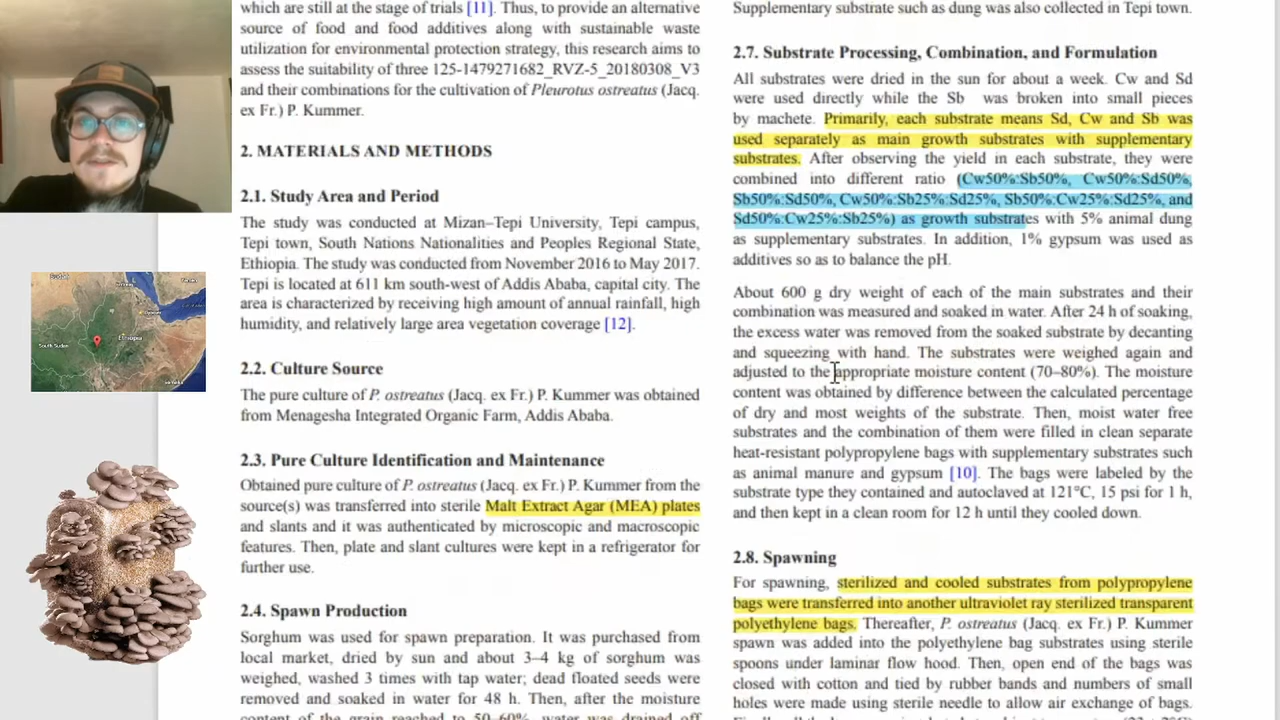 which are still at the stage of trials [11]. Thus, to provide an alternative
source of food and food additives along with sustainable waste
utilization for environmental protection strategy, this research aims to
assess the suitability of three 125-1479271682_RVZ-5_20180308_V3
and their combinations for the cultivation of Pleurotus ostreatus (Jacq.
ex Fr.) P. Kummer.
2. MATERIALS AND METHODS
2.1. Study Area and Period
The study was conducted at Mizan–Tepi University, Tepi campus,
Tepi town, South Nations Nationalities and Peoples Regional State,
Ethiopia. The study was conducted from November 2016 to May 2017.
Tepi is located at 611 km south-west of Addis Ababa, capital city. The
area is characterized by receiving high amount of annual rainfall, high
humidity, and relatively large area vegetation coverage [12].
2.2. Culture Source
The pure culture of P. ostreatus (Jacq. ex Fr.) P. Kummer was obtained
from Menagesha Integrated Organic Farm, Addis Ababa.
2.3. Pure Culture Identification and Maintenance
Obtained pure culture of P. ostreatus (Jacq. ex Fr.) P. Kummer from the
source(s) was transferred into sterile Malt Extract Agar (MEA) plates
and slants and it was authenticated by microscopic and macroscopic
features. Then, plate and slant cultures were kept in a refrigerator for
further use.
2.4. Spawn Production
Sorghum was used for spawn preparation. It was purchased from
local market, dried by sun and about 3–4 kg of sorghum was
weighed, washed 3 times with tap water; dead floated seeds were
removed and soaked in water for 48 h. Then, after the moisture
content of the grain reached to 50–60%, water was drained off
Supplementary substrate such as dung was also collected in Tepi town.
2.7. Substrate Processing, Combination, and Formulation
All substrates were dried in the sun for about a week. Cw and Sd
were used directly while the Sb was broken into small pieces
by machete. Primarily, each substrate means Sd, Cw and Sb was
used separately as main growth substrates with supplementary
substrates. After observing the yield in each substrate, they were
combined into different ratio (Cw50%:Sb50%, Cw50%:Sd50%,
Sb50%:Sd50%, Cw50%:Sb25%:Sd25%, Sb50%:Cw25%:Sd25%, and
Sd50%:Cw25%:Sb25%) as growth substrates with 5% animal dung
as supplementary substrates. In addition, 1% gypsum was used as
additives so as to balance the pH.
About 600 g dry weight of each of the main substrates and their
combination was measured and soaked in water. After 24 h of soaking,
the excess water was removed from the soaked substrate by decanting
and squeezing with hand. The substrates were weighed again and
adjusted to the appropriate moisture content (70–80%). The moisture
content was obtained by difference between the calculated percentage
of dry and most weights of the substrate. Then, moist water free
substrates and the combination of them were filled in clean separate
heat-resistant polypropylene bags with supplementary substrates such
as animal manure and gypsum [10]. The bags were labeled by the
substrate type they contained and autoclaved at 121°C, 15 psi for 1 h,
and then kept in a clean room for 12 h until they cooled down.
2.8. Spawning
For spawning, sterilized and cooled substrates from polypropylene
bags were transferred into another ultraviolet ray sterilized transparent
polyethylene bags. Thereafter, P. ostreatus (Jacq. ex Fr.) P. Kummer
spawn was added into the polyethylene bag substrates using sterile
spoons under laminar flow hood. Then, open end of the bags was
closed with cotton and tied by rubber bands and numbers of small
holes were made using sterile needle to allow air exchange of bags.
South Sudan
Ethiopia